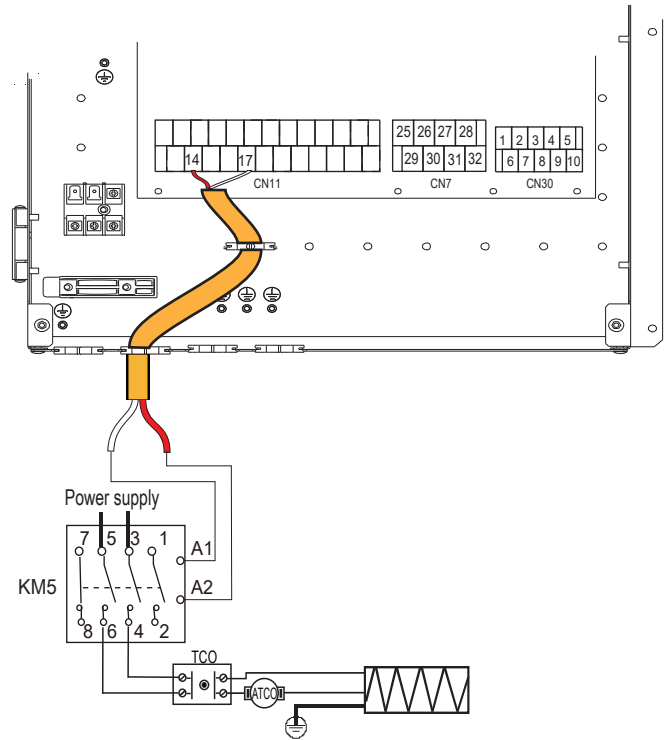 25 26 27 28
1 2 3 4 5
14 17
29 30 31 32
6 7 8 9 10
CN11
CN7
CN30
Power supply
7 5 3 1
A1
KM5
A2
8 6 4 2
TCO
ATCO